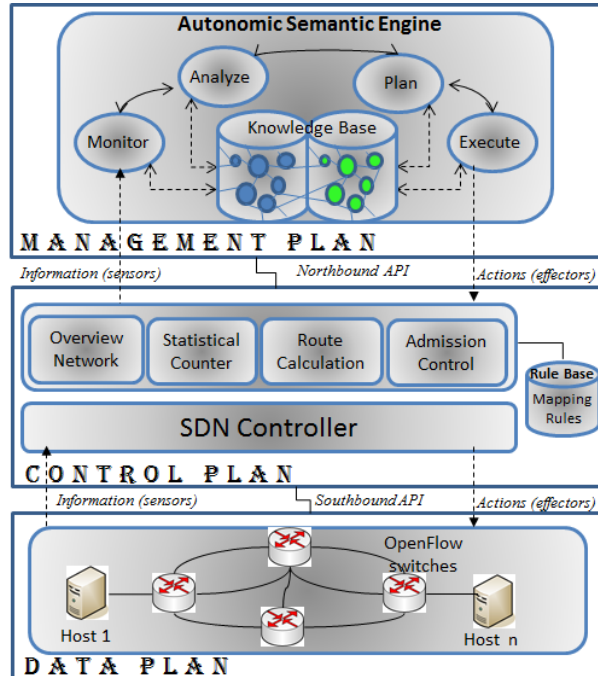 Autonomic Semantic Engine
Analyze
Plan
Monitor
Knowledge Base
Execute
MANAGEMENT PLAN
Information (sensors)
Northbound API
Actions (effectors)
Overview
Network
Statistical
Counter
Route
Calculation
Admission
Control
Rule Base
Mapping
Rules
SDN Controller
CONTROL PLAN
Information (sensors)
Southbound API
Actions (effectors)
OpenFlow
switches
Host 1
Host n
DATA PLAN